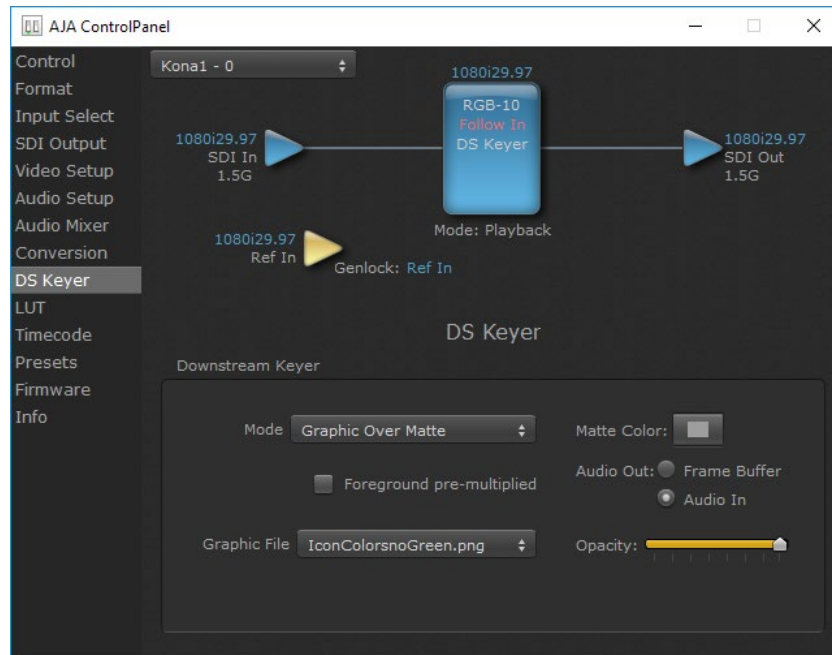 AJA ControlPanel
Control
Format
Input Select
SDI Output
Video Setup
Audio Setup
Audio Mixer
Conversion
DS Keyer
LUT
Timecode
Presets
Firmware
Info
Kona1 - 0
1080i29.97
RGB-10
Follow In
DS Keyer
Mode: Playback
1080i29.97
SDI In
1.5G
1080i29.97
SDI Out
1.5G
1080i29.97
Ref In
Genlock: Ref In
DS Keyer
Downstream Keyer
Mode Graphic Over Matte
Matte Color:
Foreground pre-multiplied
Audio Out: Frame Buffer
Audio In
Graphic File IconColorsnoGreen.png
Opacity: